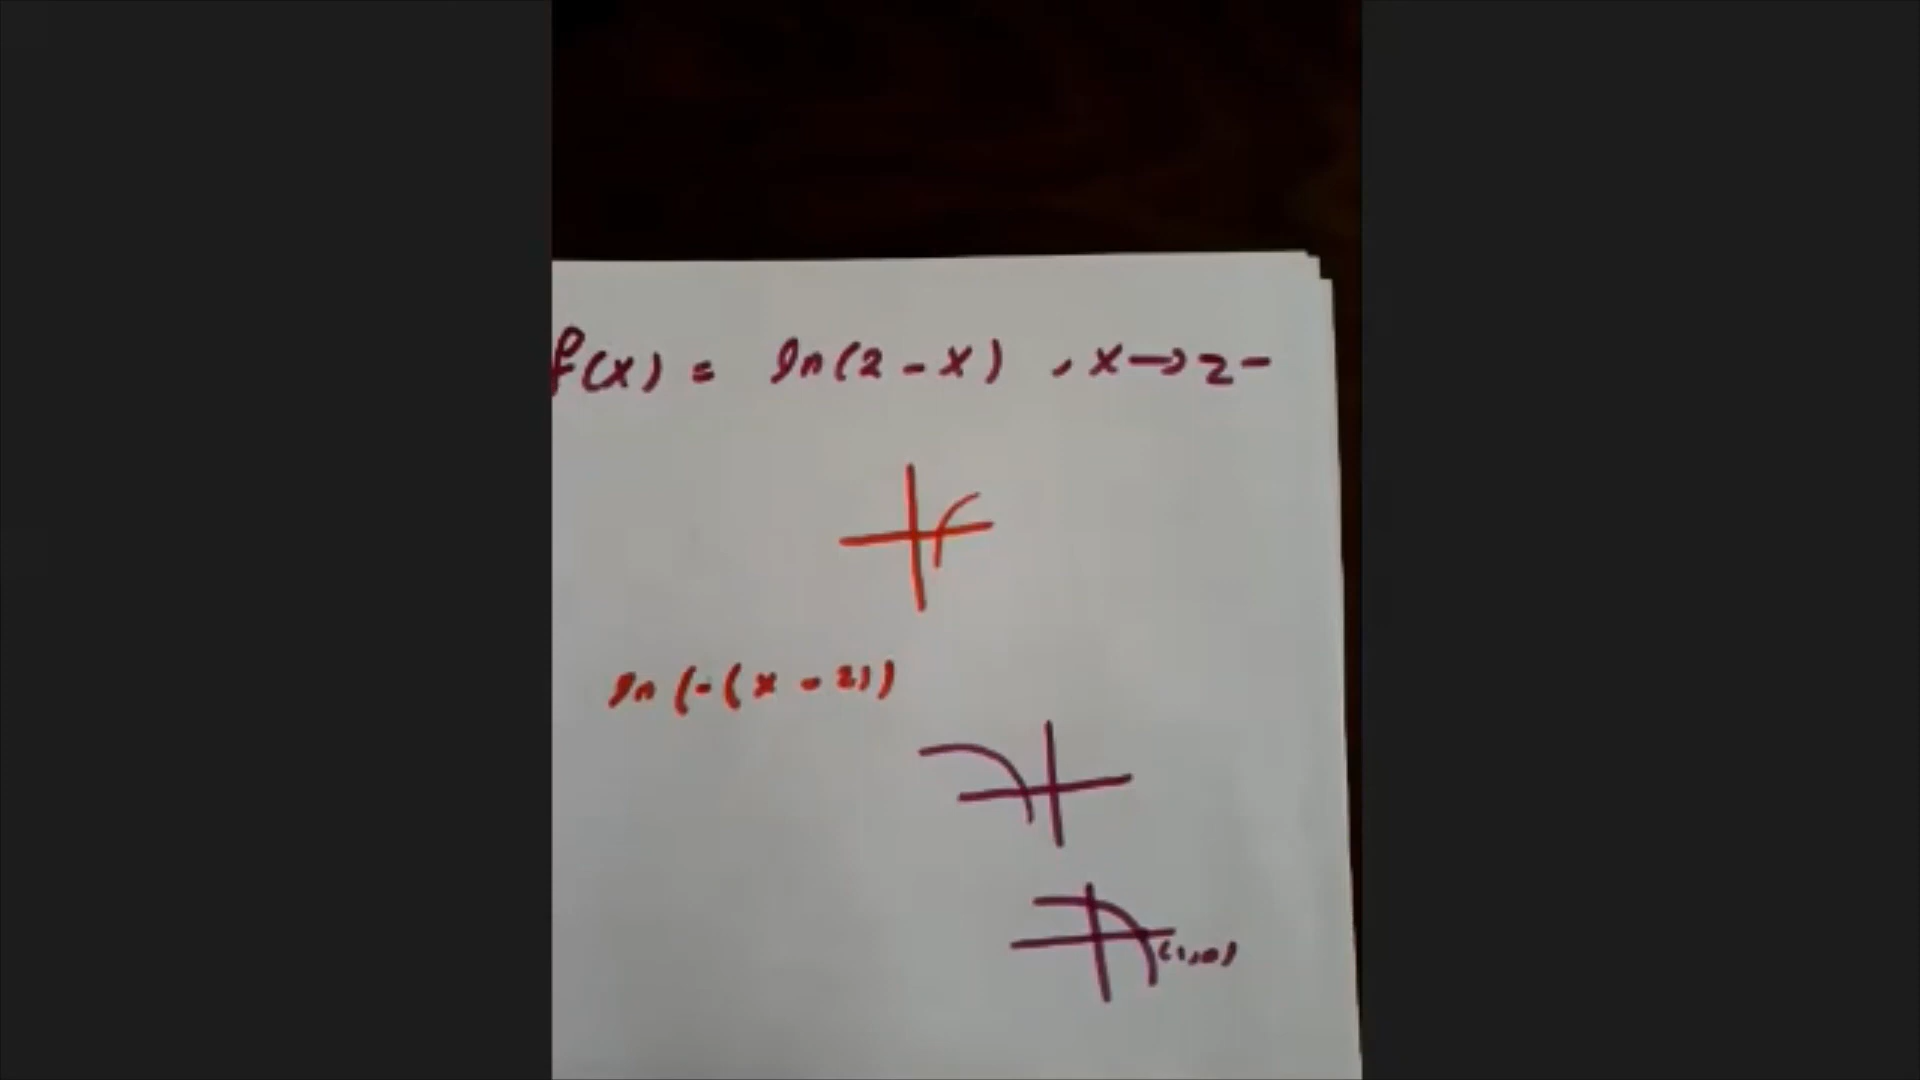 f(x) = ln(2-x) , x→2-
ln(-(x-2))
(1,0)